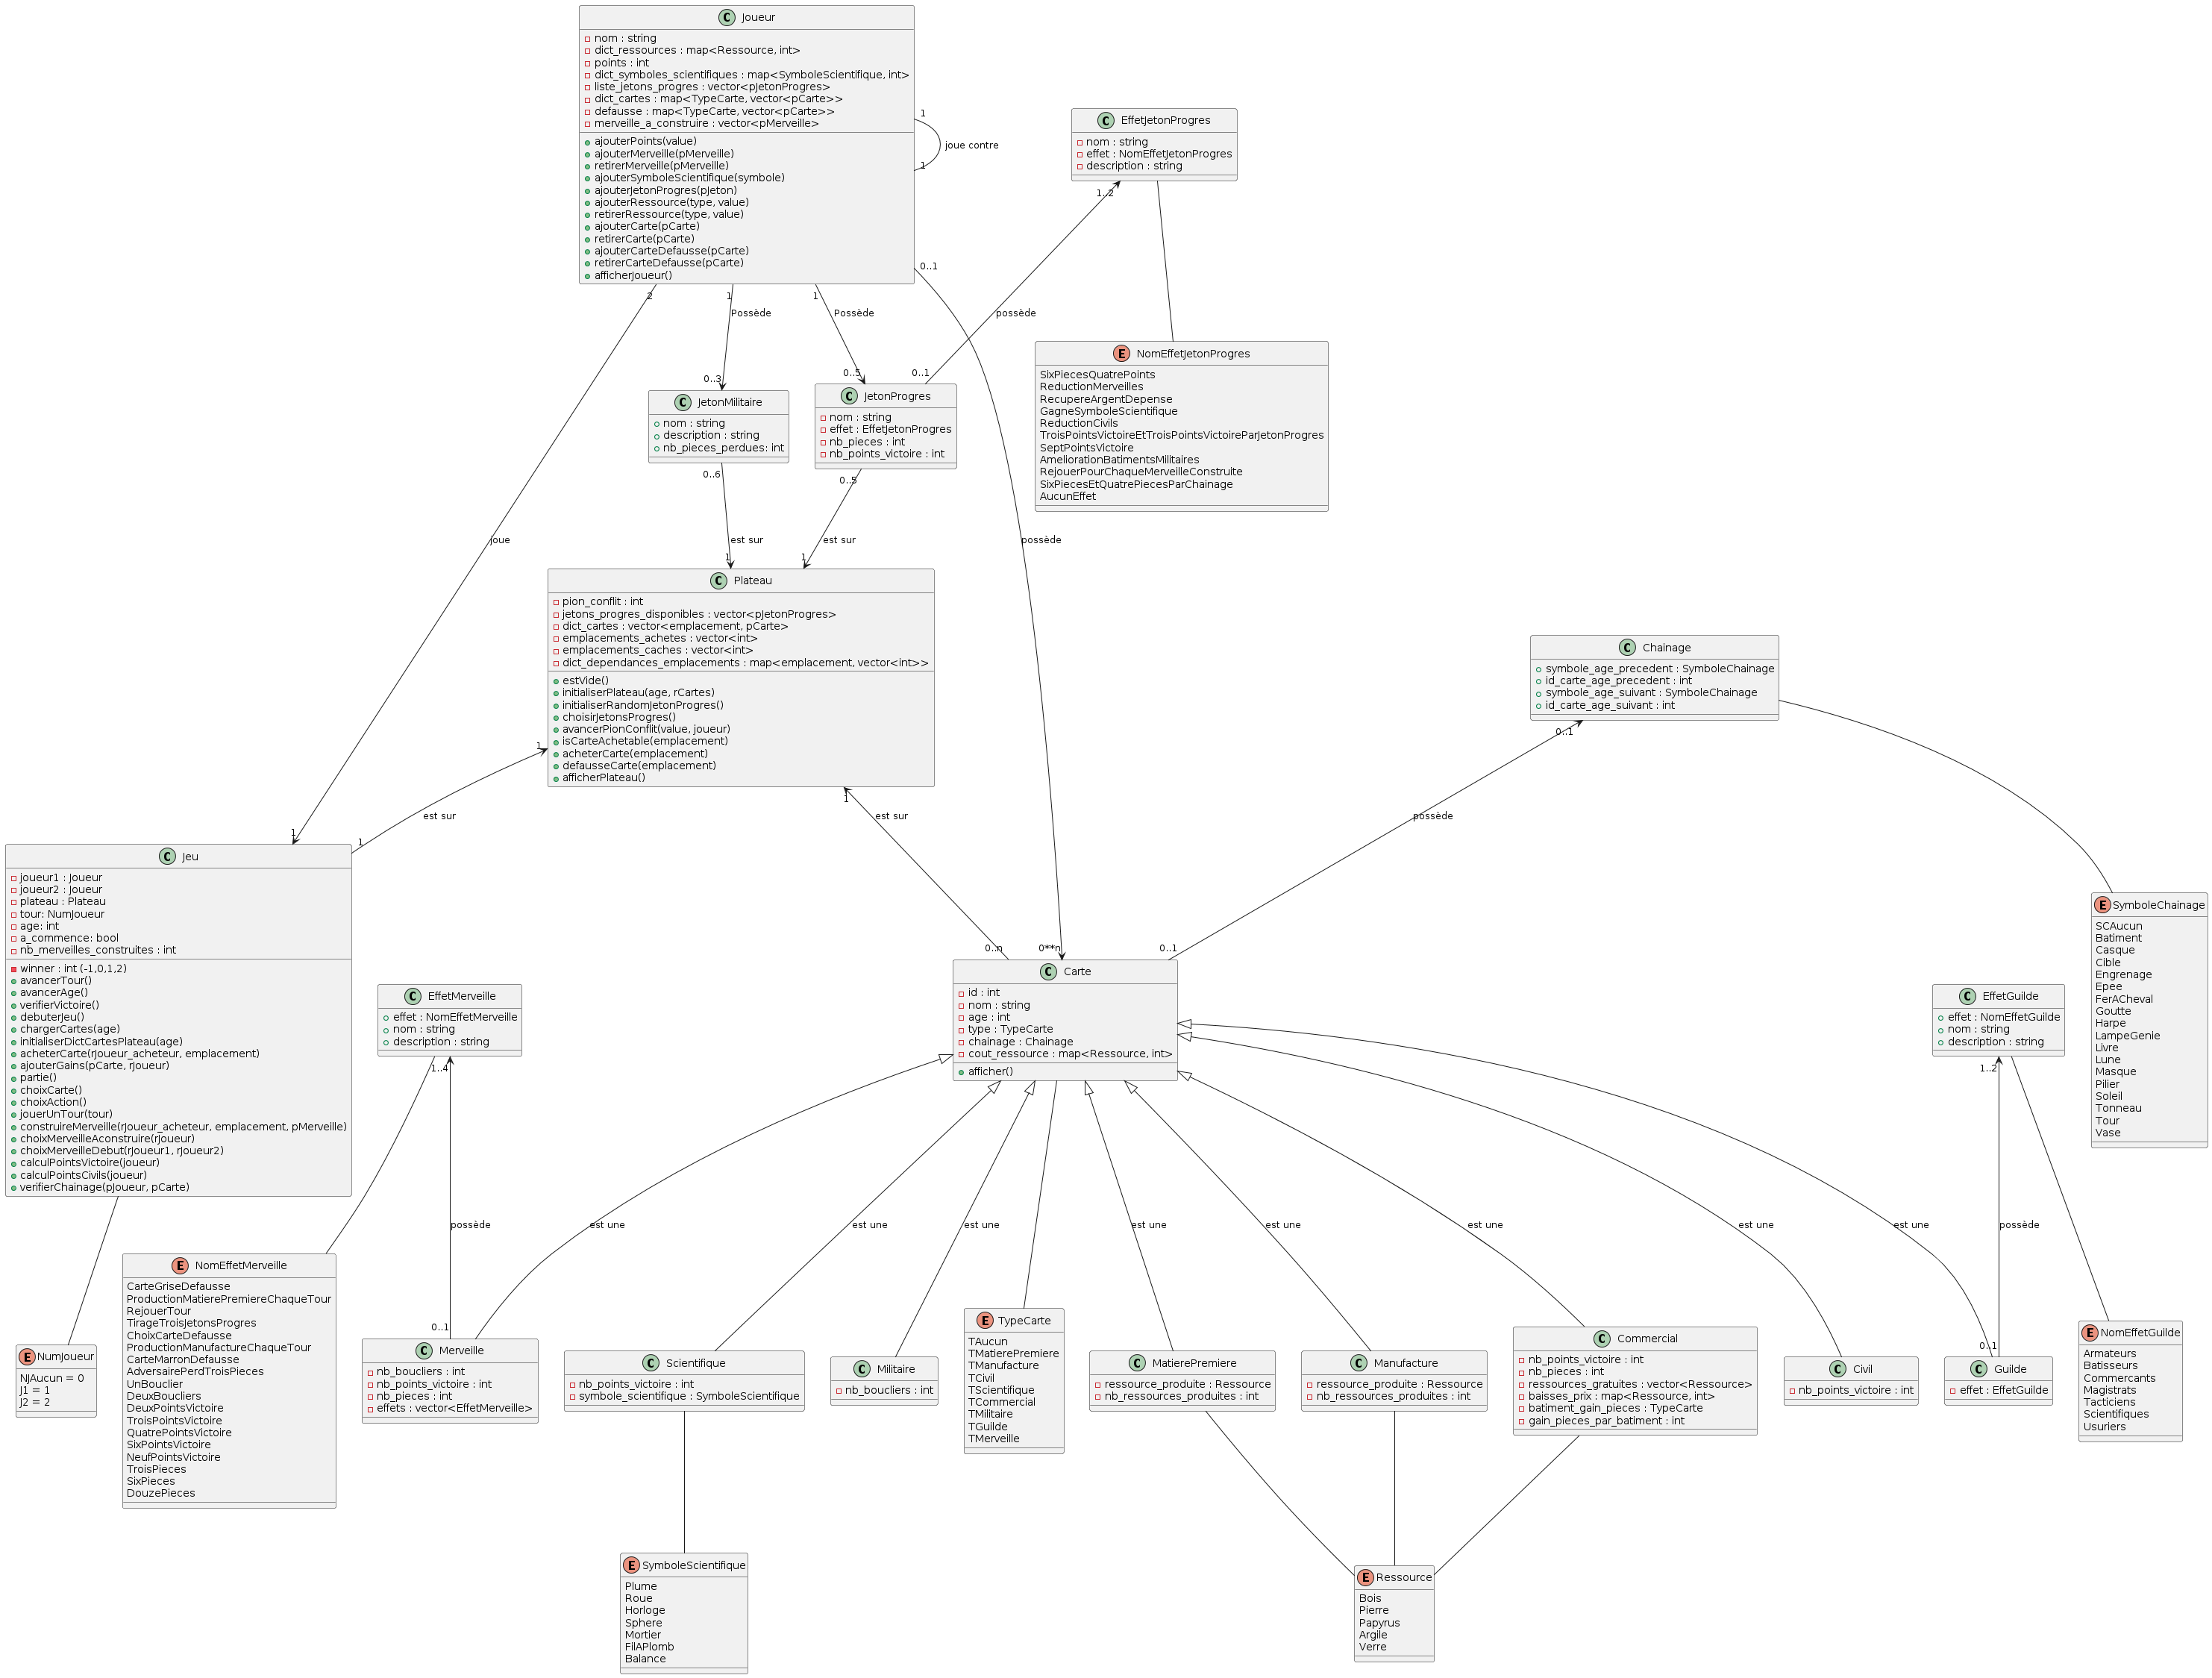 Joueur
nom : string
dict_ressources : map<Ressource, int>
points : int
dict_symboles_scientifiques : map<SymboleScientifique, int>
liste_jetons_progres : vector<pJetonProgres>
dict_cartes : map<TypeCarte, vector<pCarte>>
defausse : map<TypeCarte, vector<pCarte>>
merveille_a_construire : vector<pMerveille>
ajouterPoints(value)
ajouterMerveille(pMerveille)
retirerMerveille(pMerveille)
ajouterSymboleScientifique(symbole)
ajouterJetonProgres(pJeton)
ajouterRessource(type, value)
retirerRessource(type, value)
ajouterCarte(pCarte)
retirerCarte(pCarte)
ajouterCarteDefausse(pCarte)
retirerCarteDefausse(pCarte)
afficherJoueur()
1
joue contre
1
0..1
EffetJetonProgres
nom : string
effet : NomEffetJetonProgres
description : string
1..2
2
1
Possède
1
Possède
possède
0..3
0..5
0..1
NomEffetJetonProgres
SixPiecesQuatrePoints
ReductionMerveilles
RecupereArgentDepense
GagneSymboleScientifique
ReductionCivils
TroisPointsVictoireEtTroisPointsVictoireParJetonProgres
SeptPointsVictoire
AmeliorationBatimentsMilitaires
RejouerPourChaqueMerveilleConstruite
SixPiecesEtQuatrePiecesParChainage
AucunEffet
JetonMilitaire
nom : string
description : string
nb_pieces_perdues: int
JetonProgres
nom : string
effet : EffetJetonProgres
nb_pieces : int
nb_points_victoire : int
0..6
0..5
joue
est sur
est sur
possède
1
1
Plateau
pion_conflit : int
jetons_progres_disponibles : vector<pJetonProgres>
dict_cartes : vector<emplacement, pCarte>
emplacements_achetes : vector<int>
emplacements_caches : vector<int>
dict_dependances_emplacements : map<emplacement, vector<int>>
estVide()
initialiserPlateau(age, rCartes)
initialiserRandomJetonProgres()
choisirJetonsProgres()
avancerPionConflit(value, joueur)
isCarteAchetable(emplacement)
acheterCarte(emplacement)
defausseCarte(emplacement)
afficherPlateau()
1
1
Chainage
symbole_age_precedent : SymboleChainage
id_carte_age_precedent : int
symbole_age_suivant : SymboleChainage
id_carte_age_suivant : int
0..1
est sur
est sur
possède
1
1
0..n
0**n
0..1
Jeu
joueur1 : Joueur
joueur2 : Joueur
plateau : Plateau
tour: NumJoueur
age: int
a_commence: bool
nb_merveilles_construites : int
winner : int (-1,0,1,2)
avancerTour()
avancerAge()
verifierVictoire()
debuterJeu()
chargerCartes(age)
initialiserDictCartesPlateau(age)
acheterCarte(rJoueur_acheteur, emplacement)
ajouterGains(pCarte, rJoueur)
partie()
choixCarte()
choixAction()
jouerUnTour(tour)
construireMerveille(rJoueur_acheteur, emplacement, pMerveille)
choixMerveilleAconstruire(rJoueur)
choixMerveilleDebut(rJoueur1, rJoueur2)
calculPointsVictoire(joueur)
calculPointsCivils(joueur)
verifierChainage(pJoueur, pCarte)
EffetMerveille
effet : NomEffetMerveille
nom : string
description : string
1..4
Carte
id : int
nom : string
age : int
type : TypeCarte
chainage : Chainage
cout_ressource : map<Ressource, int>
afficher()
EffetGuilde
effet : NomEffetGuilde
nom : string
description : string
1..2
SymboleChainage
SCAucun
Batiment
Casque
Cible
Engrenage
Epee
FerACheval
Goutte
Harpe
LampeGenie
Livre
Lune
Masque
Pilier
Soleil
Tonneau
Tour
Vase
possède
est une
est une
est une
est une
est une
est une
est une
est une
possède
0..1
0..1
NumJoueur
NJAucun = 0
J1 = 1
J2 = 2
NomEffetMerveille
CarteGriseDefausse
ProductionMatierePremiereChaqueTour
RejouerTour
TirageTroisJetonsProgres
ChoixCarteDefausse
ProductionManufactureChaqueTour
CarteMarronDefausse
AdversairePerdTroisPieces
UnBouclier
DeuxBoucliers
DeuxPointsVictoire
TroisPointsVictoire
QuatrePointsVictoire
SixPointsVictoire
NeufPointsVictoire
TroisPieces
SixPieces
DouzePieces
Merveille
nb_boucliers : int
nb_points_victoire : int
nb_pieces : int
effets : vector<EffetMerveille>
Scientifique
nb_points_victoire : int
symbole_scientifique : SymboleScientifique
Militaire
nb_boucliers : int
TypeCarte
TAucun
TMatierePremiere
TManufacture
TCivil
TScientifique
TCommercial
TMilitaire
TGuilde
TMerveille
MatierePremiere
ressource_produite : Ressource
nb_ressources_produites : int
Manufacture
ressource_produite : Ressource
nb_ressources_produites : int
Commercial
nb_points_victoire : int
nb_pieces : int
ressources_gratuites : vector<Ressource>
baisses_prix : map<Ressource, int>
batiment_gain_pieces : TypeCarte
gain_pieces_par_batiment : int
Civil
nb_points_victoire : int
Guilde
effet : EffetGuilde
NomEffetGuilde
Armateurs
Batisseurs
Commercants
Magistrats
Tacticiens
Scientifiques
Usuriers
SymboleScientifique
Plume
Roue
Horloge
Sphere
Mortier
FilAPlomb
Balance
Ressource
Bois
Pierre
Papyrus
Argile
Verre